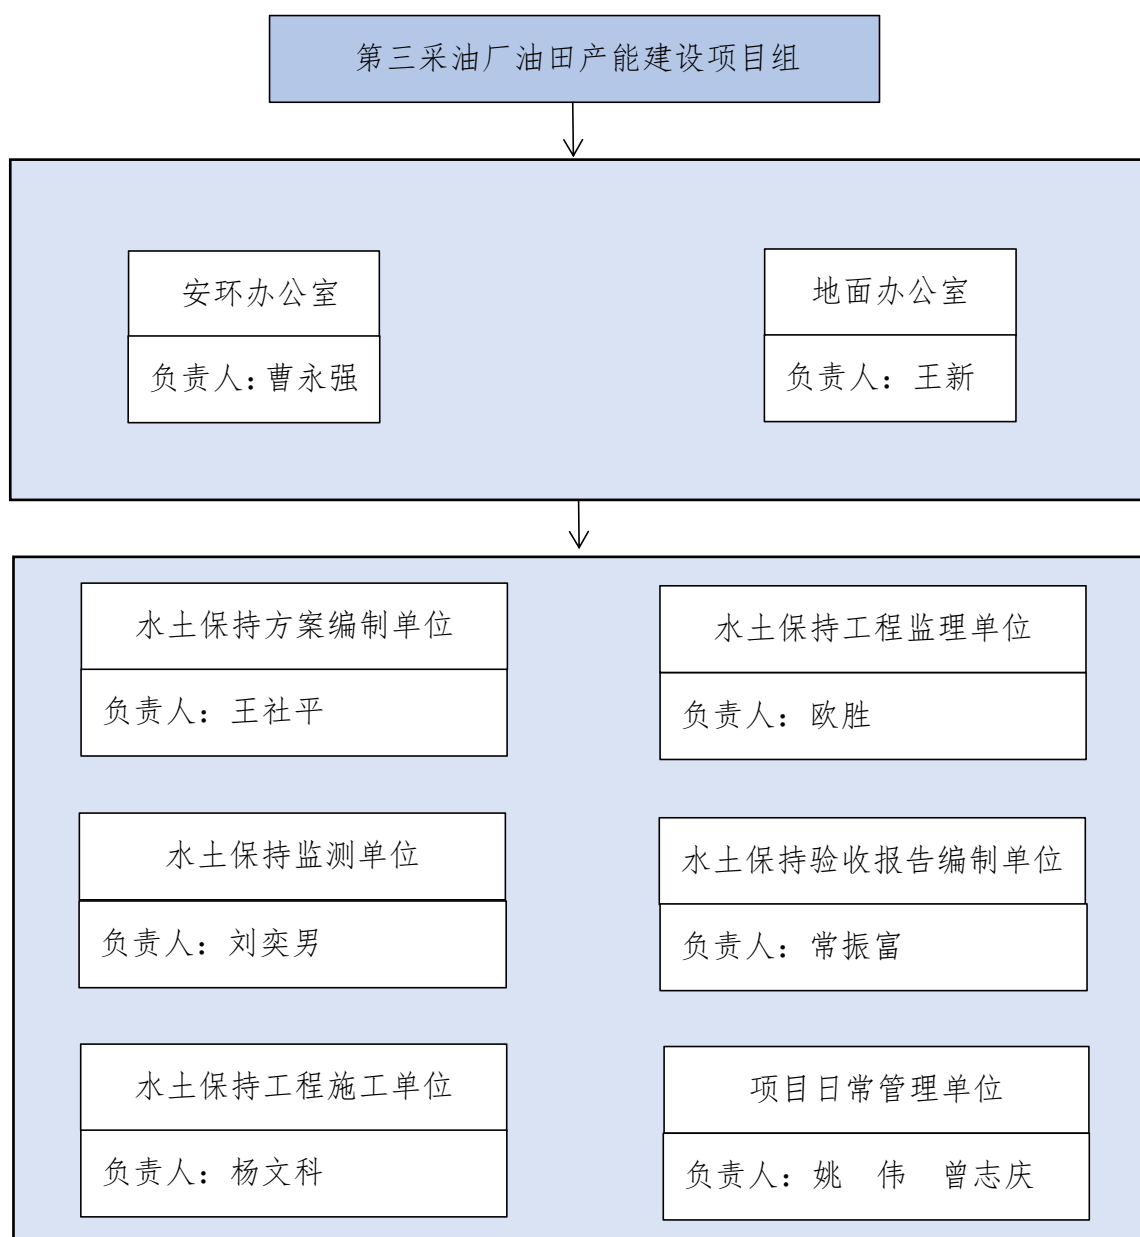 第三采油厂油田产能建设项目组
安环办公室
负责人：曹永强
地面办公室
负责人：王新
水土保持方案编制单位
负责人：王社平
水土保持工程监理单位
负责人：欧胜
水土保持监测单位
负责人：刘奕男
水土保持验收报告编制单位
负责人：常振富
水土保持工程施工单位
负责人：杨文科
项目日常管理单位
负责人：姚　伟　曾志庆